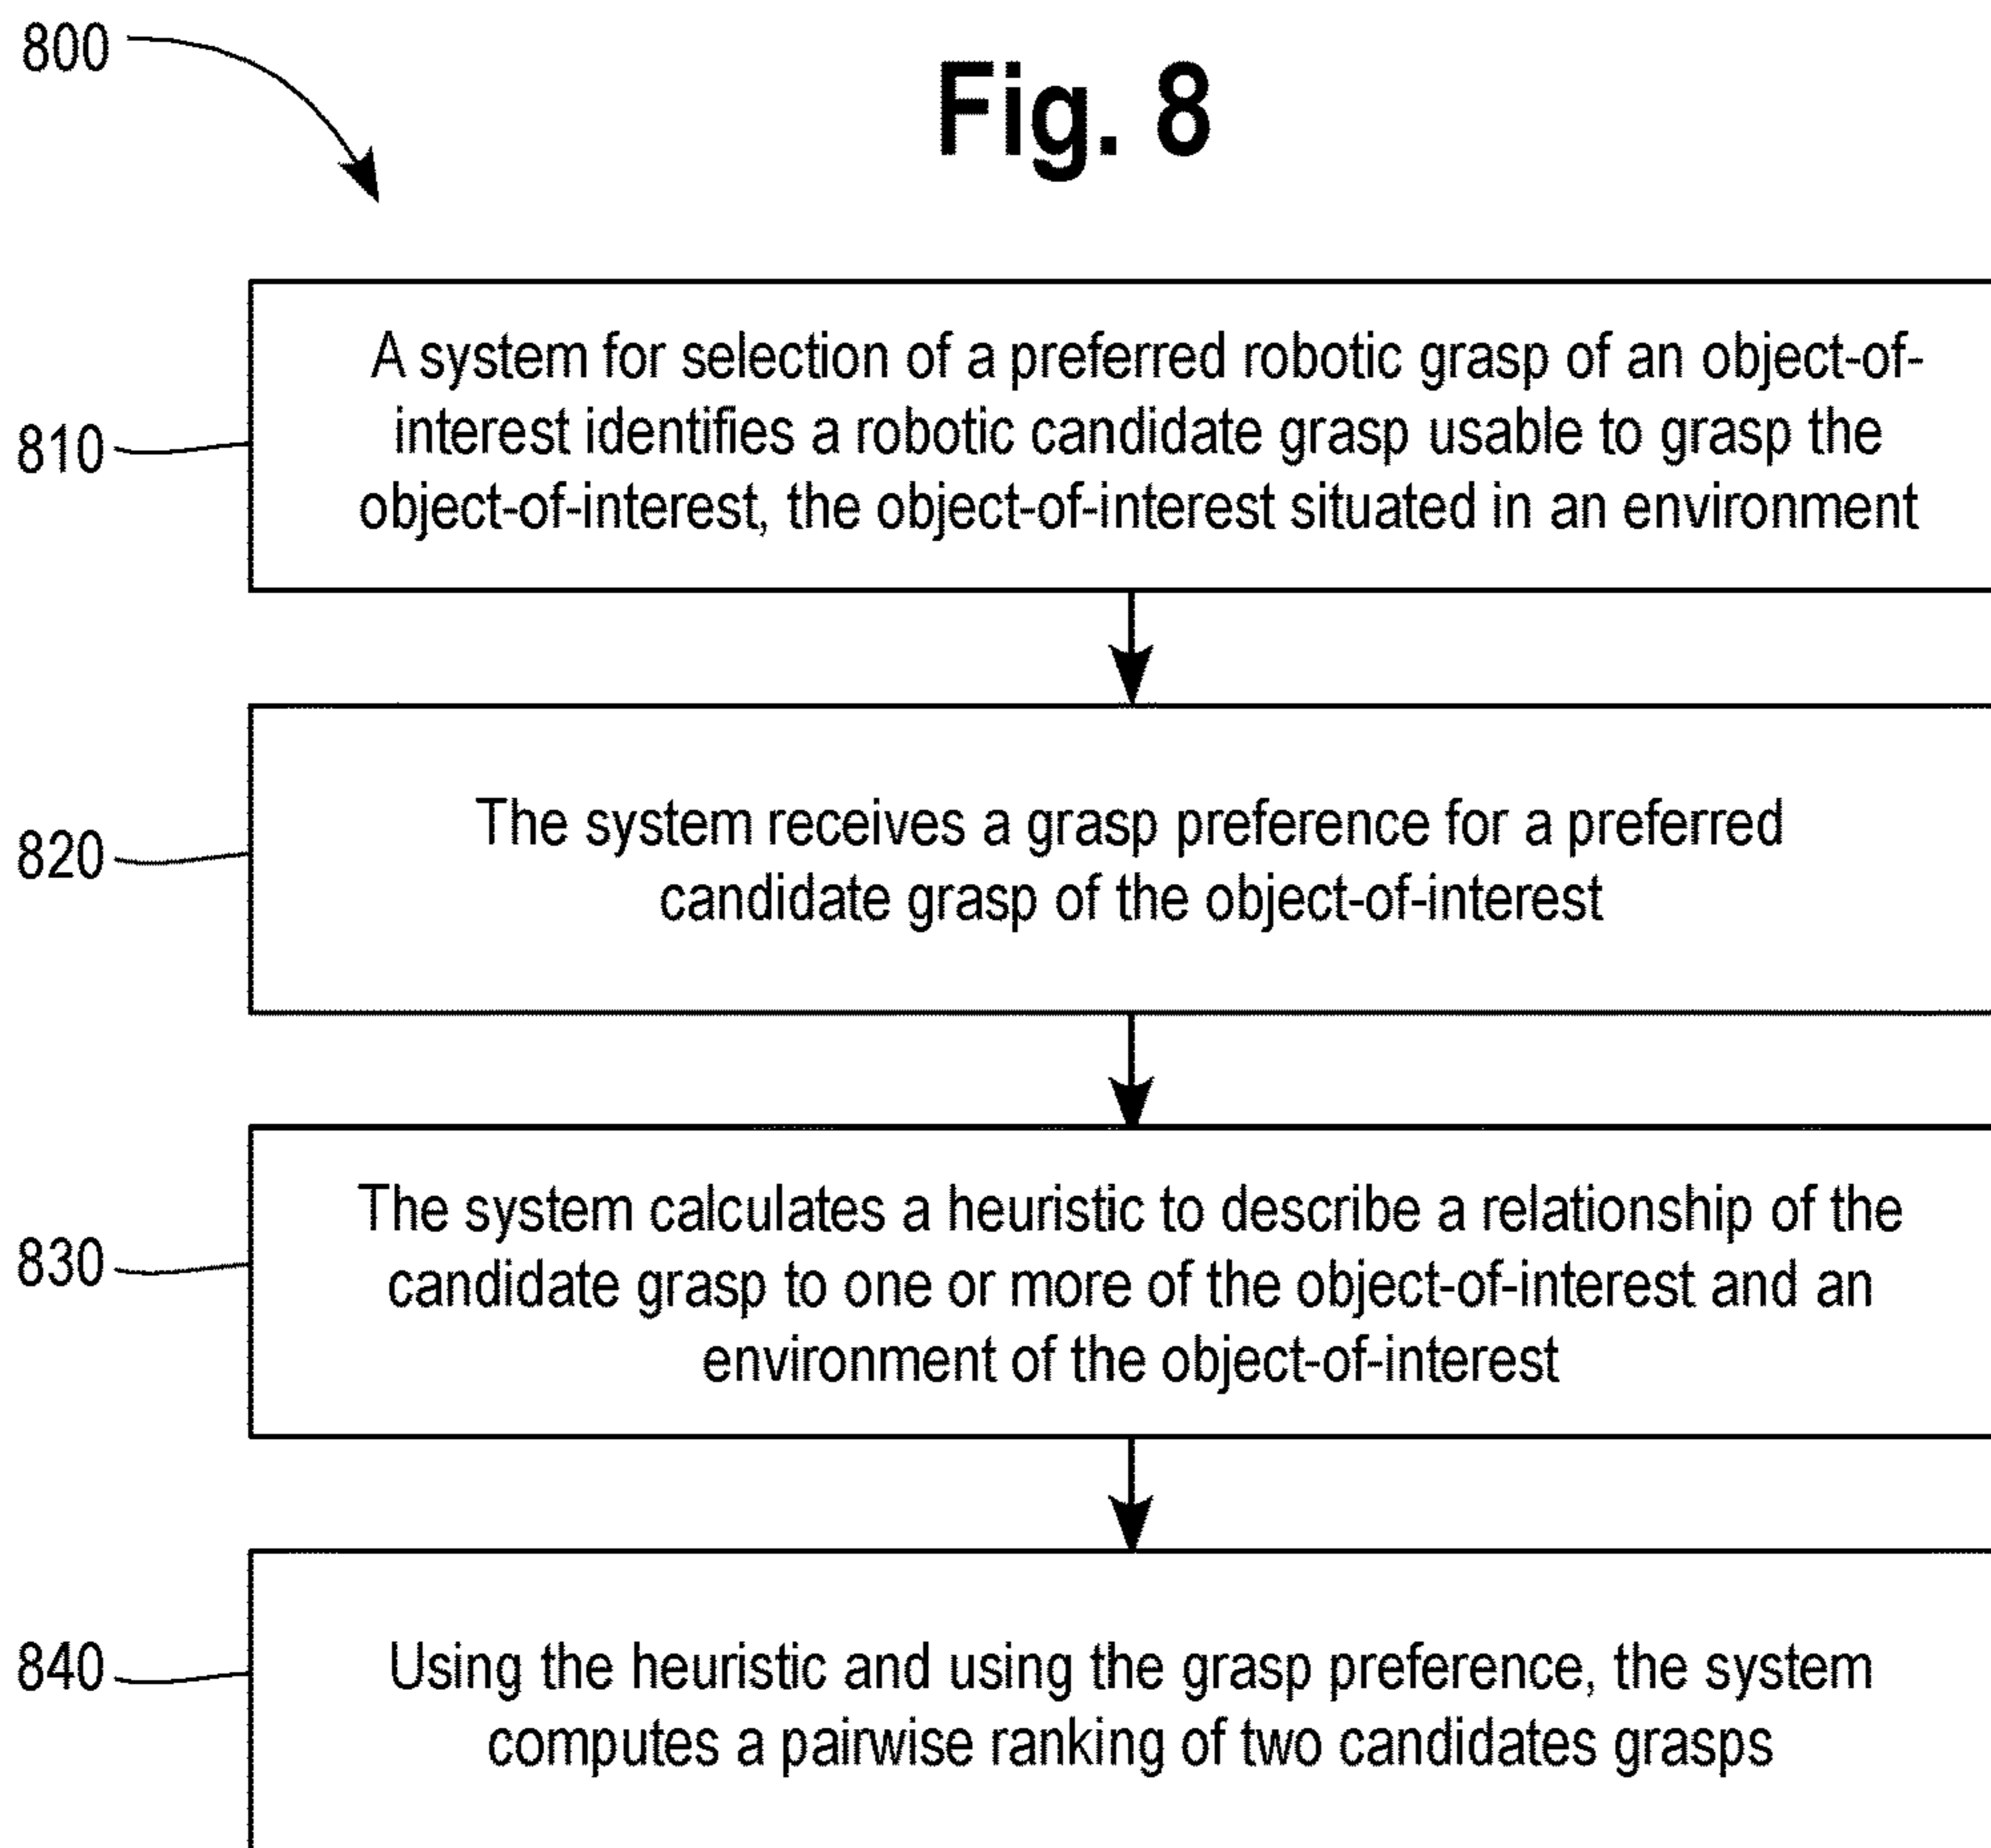 800
Fig. 8
810
A system for selection of a preferred robotic grasp of an object-of-
interest identifies a robotic candidate grasp usable to grasp the
object-of-interest, the object-of-interest situated in an environment
820
The system receives a grasp preference for a preferred
candidate grasp of the object-of-interest
830
The system calculates a heuristic to describe a relationship of the
candidate grasp to one or more of the object-of-interest and an
environment of the object-of-interest
840
Using the heuristic and using the grasp preference, the system
computes a pairwise ranking of two candidates grasps